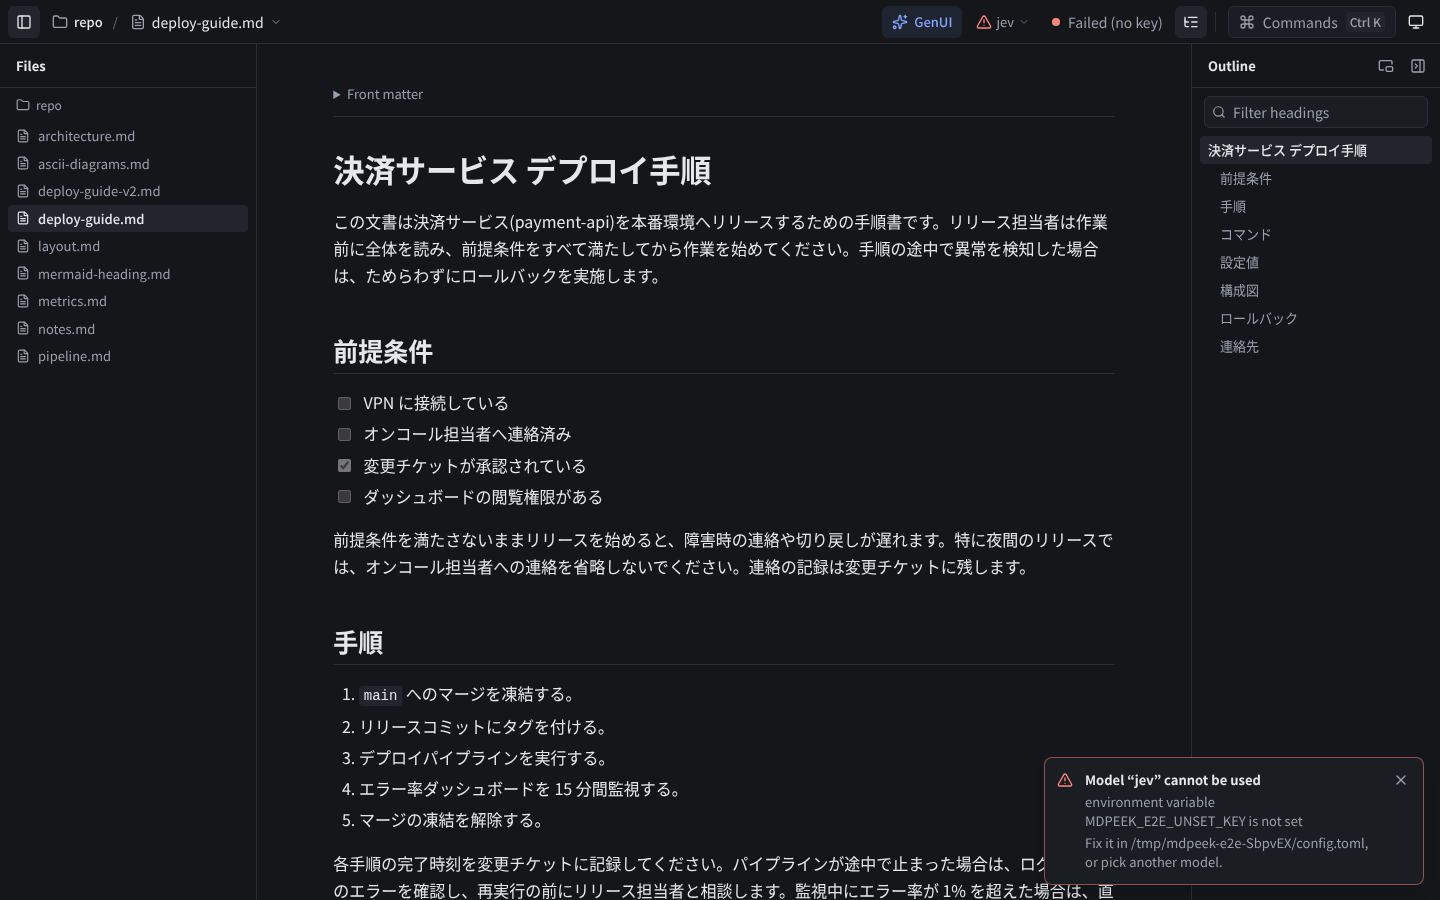 repo / deploy-guide.md
GenUI
jev
Failed (no key)
Commands Ctrl K
Files
repo
architecture.md
ascii-diagrams.md
deploy-guide-v2.md
deploy-guide.md
layout.md
mermaid-heading.md
metrics.md
notes.md
pipeline.md
Front matter
決済サービス デプロイ手順
この文書は決済サービス(payment-api)を本番環境へリリースするための手順書です。リリース担当者は作業
前に全体を読み、前提条件をすべて満たしてから作業を始めてください。手順の途中で異常を検知した場合
は、ためらわずにロールバックを実施します。
前提条件
VPN に接続している
オンコール担当者へ連絡済み
変更チケットが承認されている
ダッシュボードの閲覧権限がある
前提条件を満たさないままリリースを始めると、障害時の連絡や切り戻しが遅れます。特に夜間のリリースで
は、オンコール担当者への連絡を省略しないでください。連絡の記録は変更チケットに残します。
手順
1. main へのマージを凍結する。
2. リリースコミットにタグを付ける。
3. デプロイパイプラインを実行する。
4. エラー率ダッシュボードを 15 分間監視する。
5. マージの凍結を解除する。
各手順の完了時刻を変更チケットに記録してください。パイプラインが途中で止まった場合は、ログ
のエラーを確認し、再実行の前にリリース担当者と相談します。監視中にエラー率が 1% を超えた場合は、直
Outline
Filter headings
決済サービス デプロイ手順
前提条件
手順
コマンド
設定値
構成図
ロールバック
連絡先
Model “jev” cannot be used
environment variable
MDPEEK_E2E_UNSET_KEY is not set
Fix it in /tmp/mdpeek-e2e-SbpvEX/config.toml,
or pick another model.